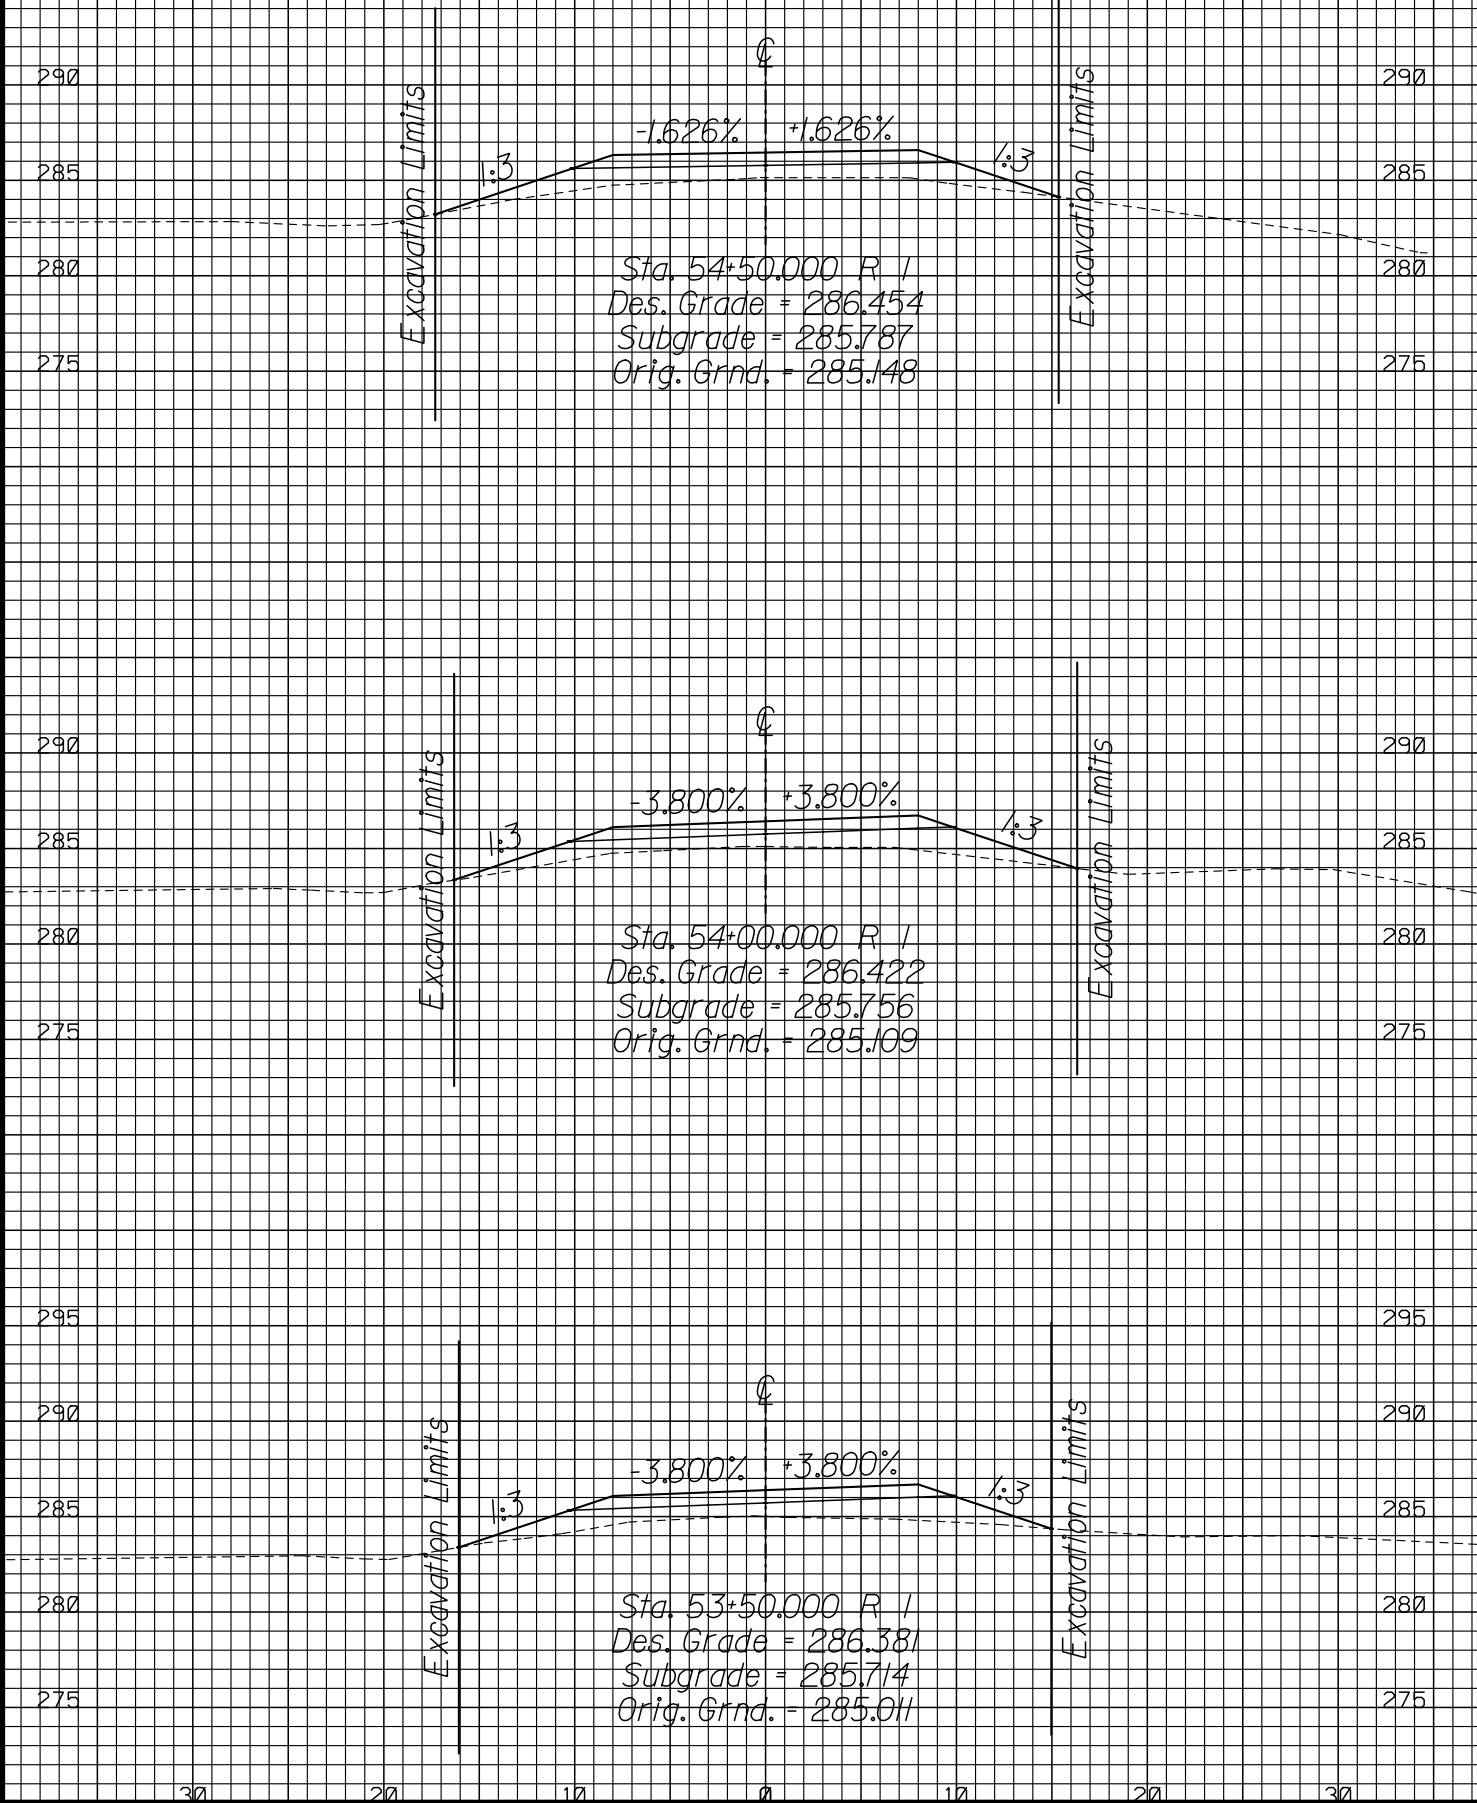 ℄
290 290
-1.626% +1.626%
Excavation Limits
Excavation Limits
1:3 1:3
285 285
280 280
Sta. 54+50.000 R 1
Des. Grade = 286.454
Subgrade = 285.787
275 275
Orig. Grnd. = 285.148
℄
290 290
-3.800% +3.800%
Excavation Limits
Excavation Limits
1:3 1:3
285 285
280 280
Sta. 54+00.000 R 1
Des. Grade = 286.422
Subgrade = 285.756
275 275
Orig. Grnd. = 285.109
295 295
℄
290 290
-3.800% +3.800%
Excavation Limits
Excavation Limits
1:3 1:3
285 285
280 280
Sta. 53+50.000 R 1
Des. Grade = 286.381
Subgrade = 285.714
275 275
Orig. Grnd. = 285.011
30 20 10 0 10 20 30